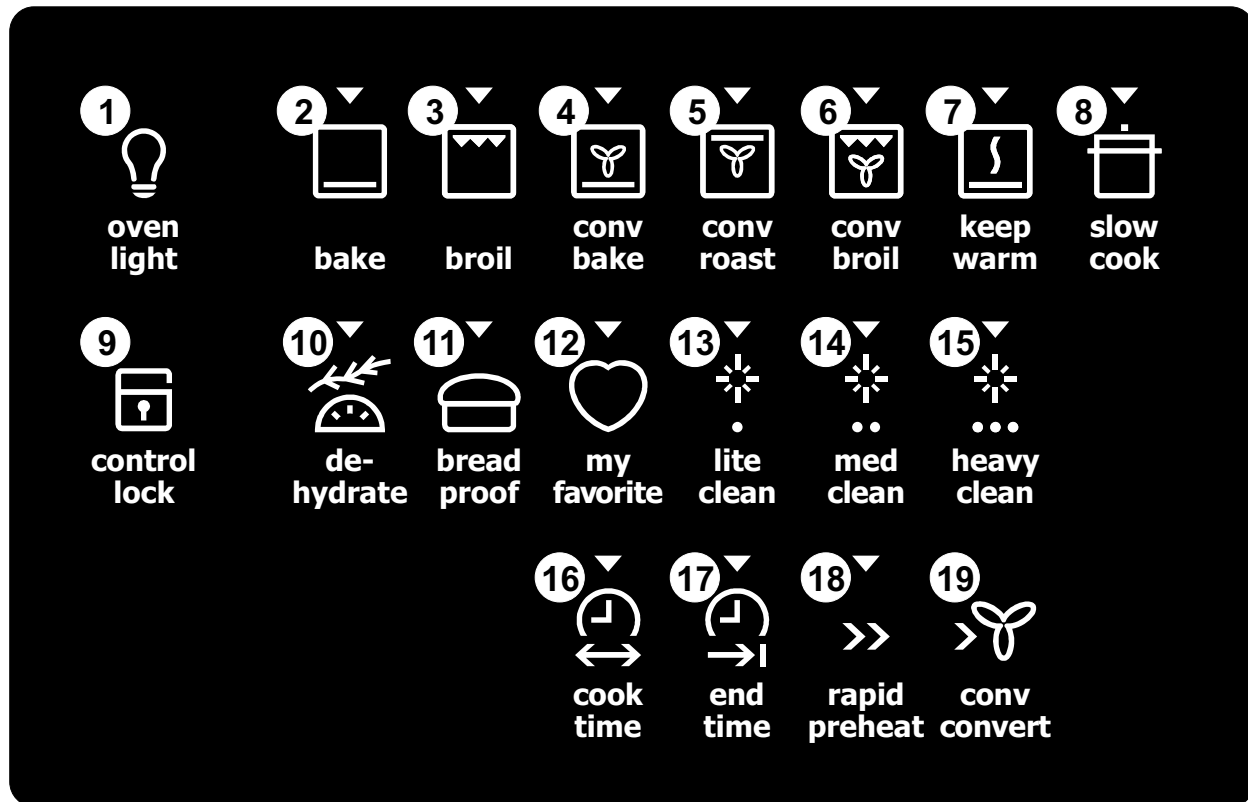 1 2 3 4 5 6 7 8
oven light
bake
broil
conv bake
conv roast
conv broil
keep warm
slow cook
9 10 11 12 13 14 15
control lock
de-
hydrate
bread proof
my favorite
lite clean
med clean
heavy clean
16 17 18 19
cook time
end time
rapid preheat
conv convert